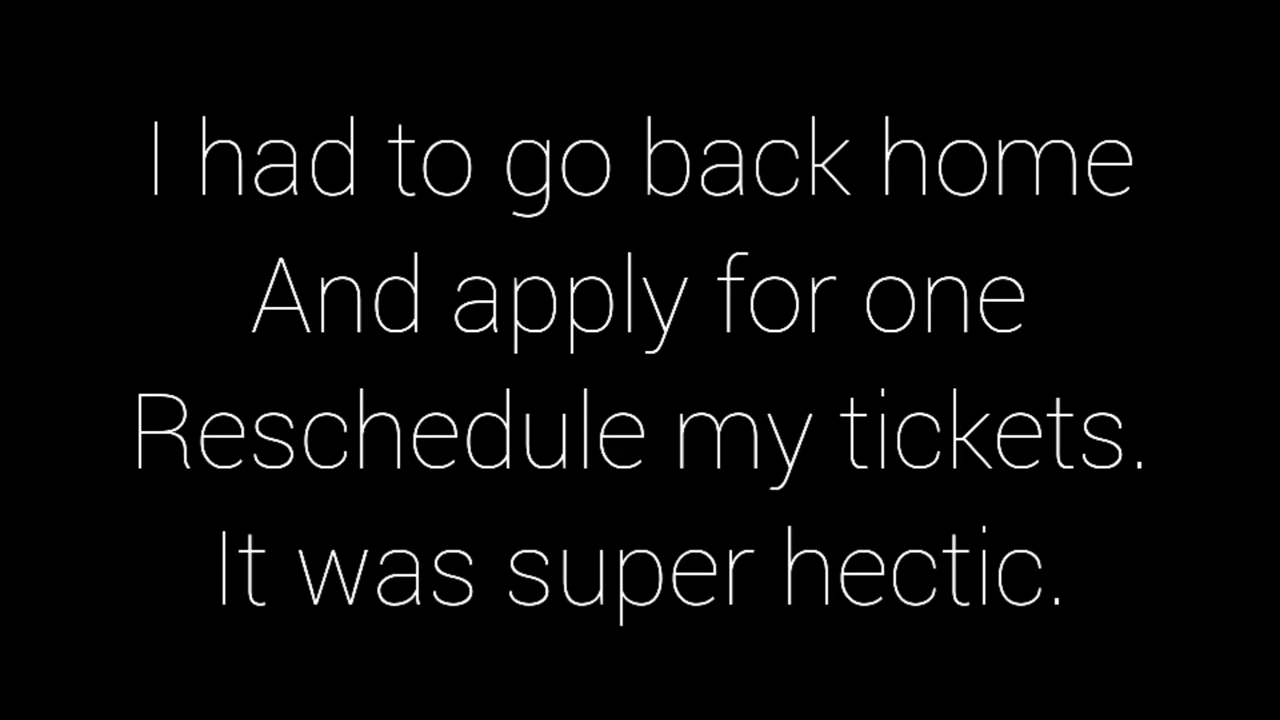 I had to go back home
And apply for one
Reschedule my tickets.
It was super hectic.